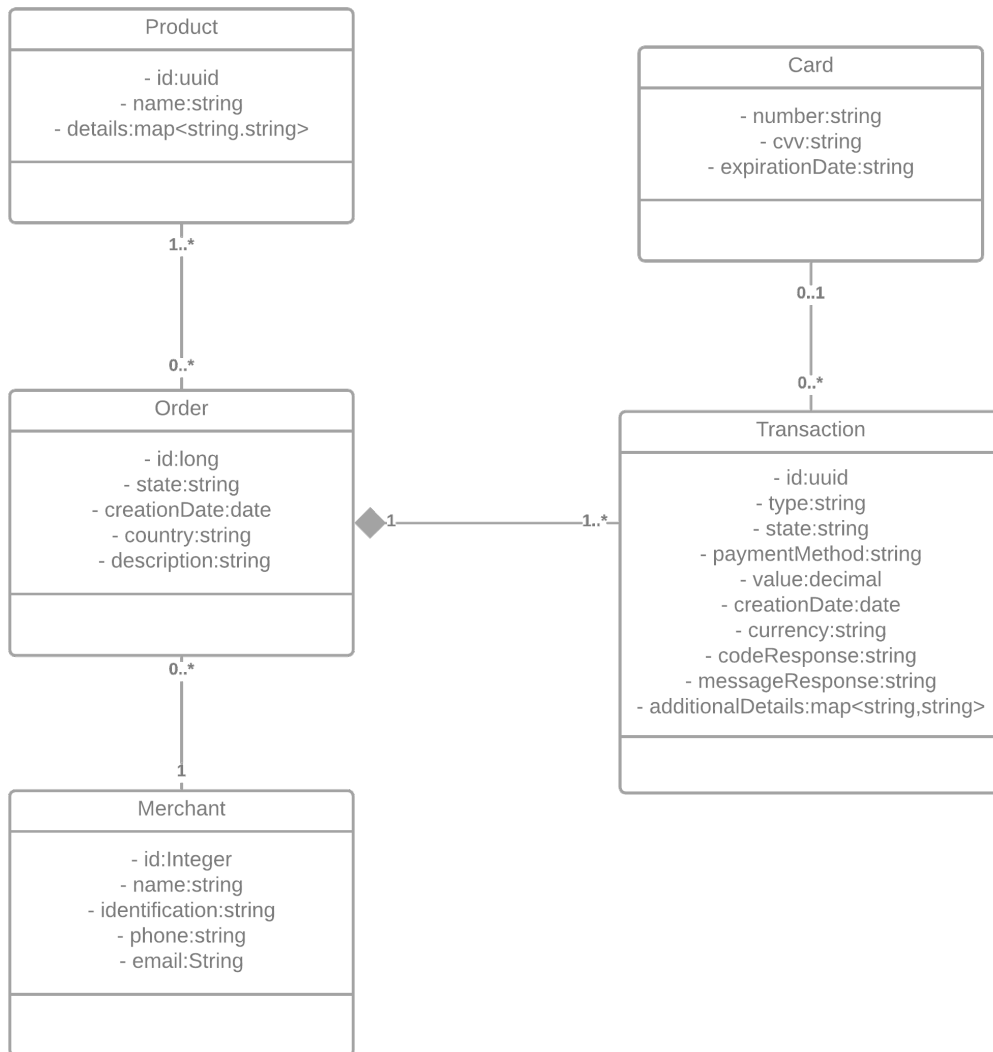 Product
- id:uuid
- name:string
- details:map<string.string>
1..*
0..*
Order
- id:long
- state:string
- creationDate:date
- country:string
- description:string
1
1..*
0..*
1
Merchant
- id:Integer
- name:string
- identification:string
- phone:string
- email:String
Card
- number:string
- cvv:string
- expirationDate:string
0..1
0..*
Transaction
- id:uuid
- type:string
- state:string
- paymentMethod:string
- value:decimal
- creationDate:date
- currency:string
- codeResponse:string
- messageResponse:string
- additionalDetails:map<string,string>